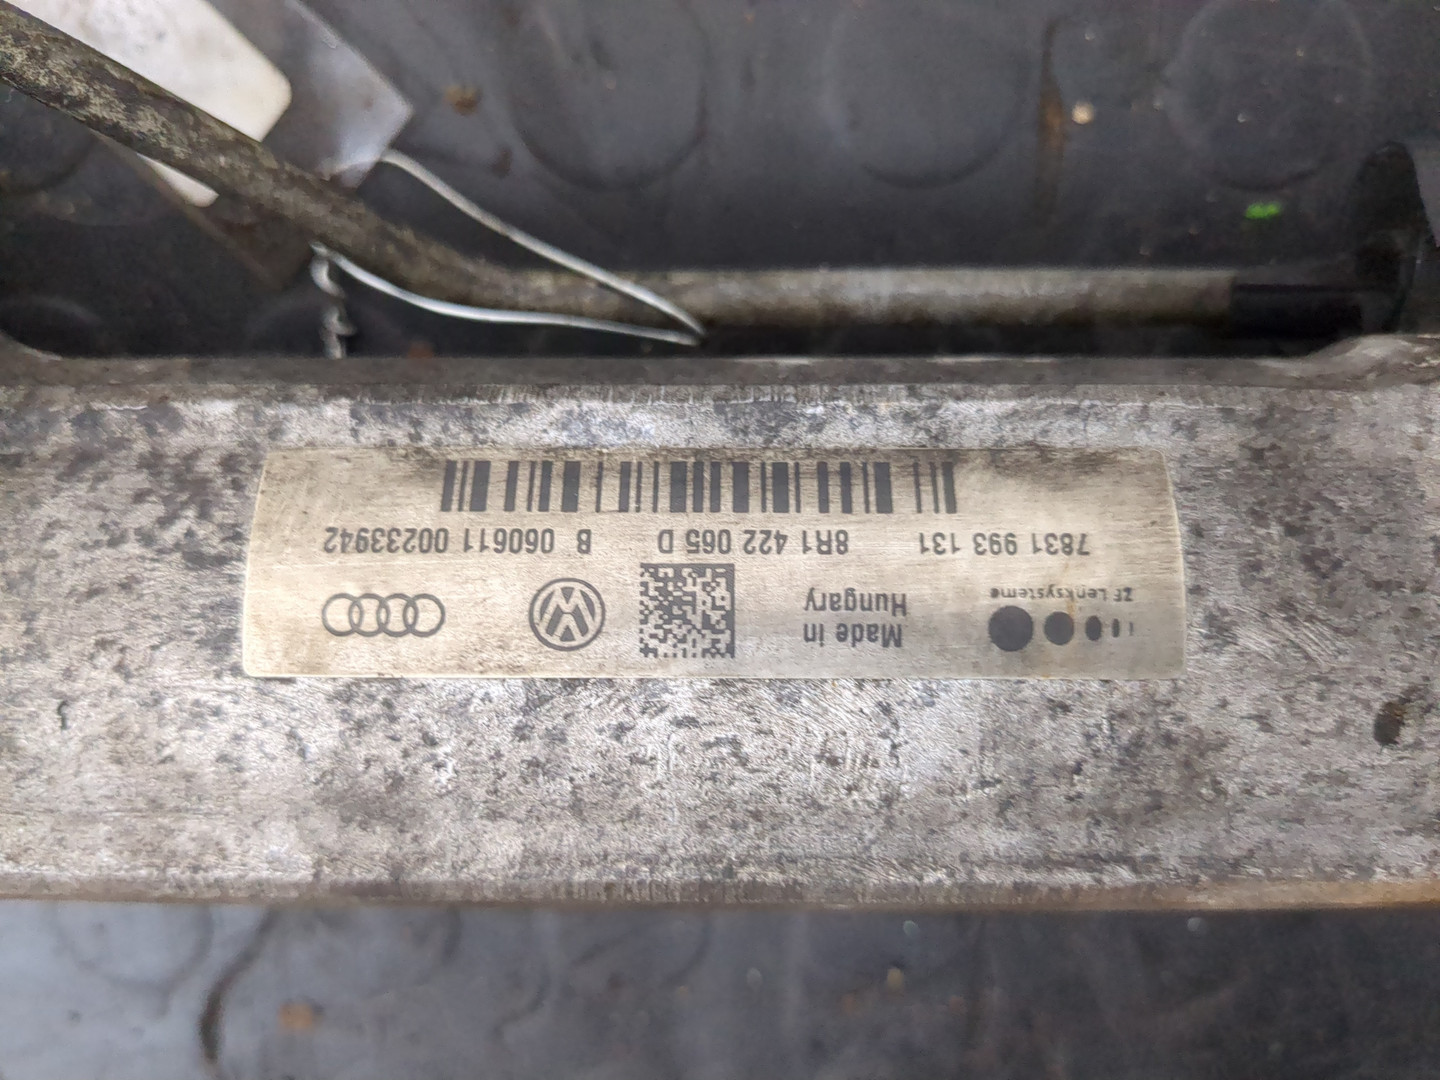 ZF Lenksysteme
Made in
Hungary
7831 993 131 8R1 422 065 D B 060611 00233942